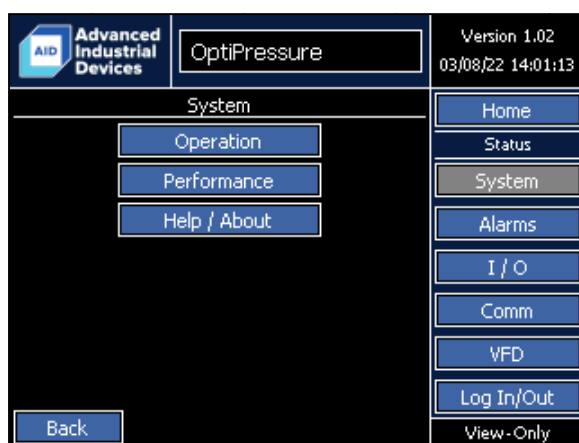 AID
Advanced
Industrial
Devices
OptiPressure
Version 1.02
03/08/22 14:01:13
System
Operation
Performance
Help / About
Back
Home
Status
System
Alarms
I / O
Comm
VFD
Log In/Out
View-Only